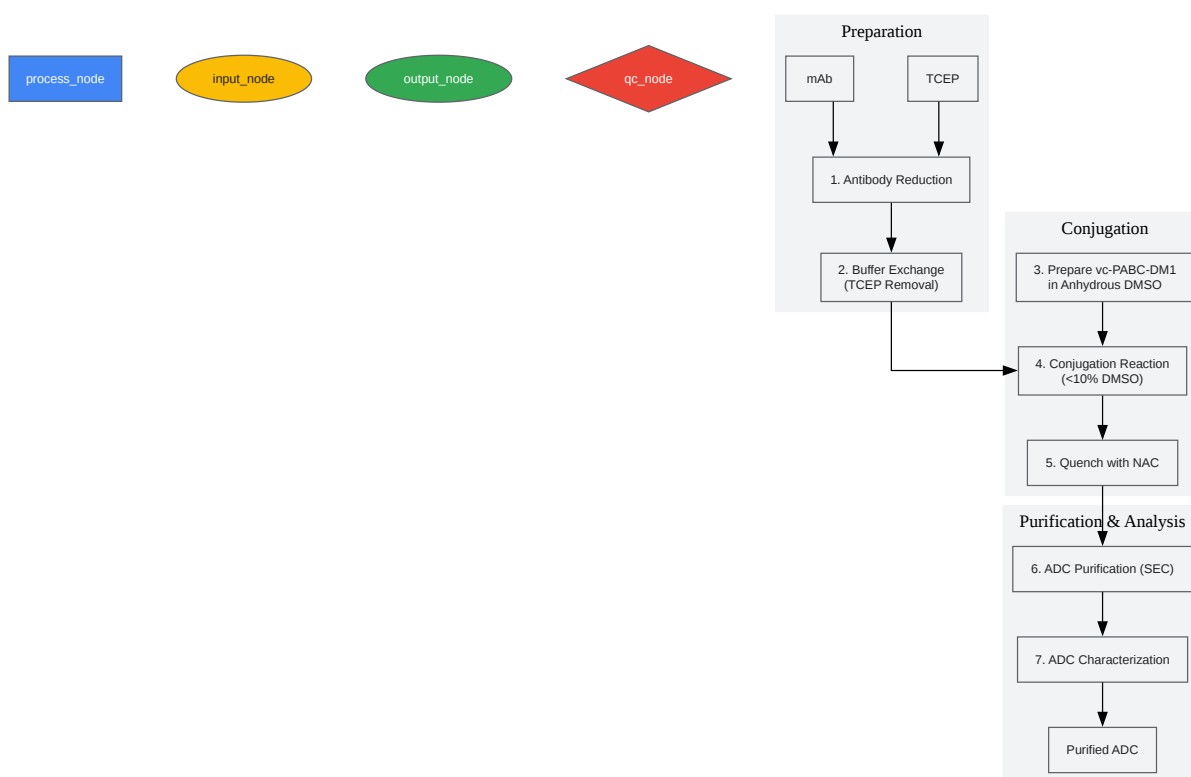 process_node
input_node
output_node
qc_node
Preparation
mAb
TCEP
1. Antibody Reduction
2. Buffer Exchange
(TCEP Removal)
Conjugation
3. Prepare vc-PABC-DM1
in Anhydrous DMSO
4. Conjugation Reaction
(<10% DMSO)
5. Quench with NAC
Purification & Analysis
6. ADC Purification (SEC)
7. ADC Characterization
Purified ADC